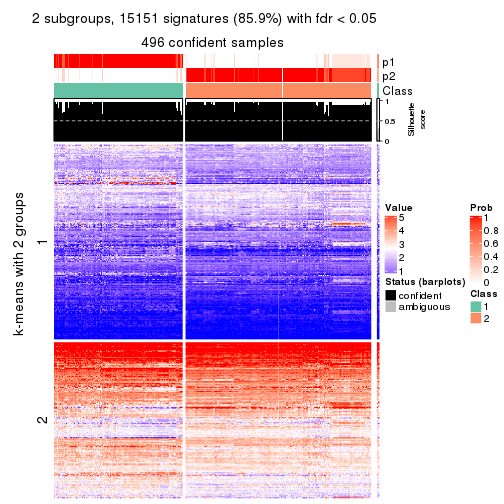 2 subgroups, 15151 signatures (85.9%) with fdr < 0.05
496 confident samples
p1
p2
Class
1
0.5
0
Silhouette
score
k-means with 2 groups
1
2
Value
5
4
3
2
1
Status (barplots)
confident
ambiguous
Prob
1
0.8
0.6
0.4
0.2
0
Class
1
2